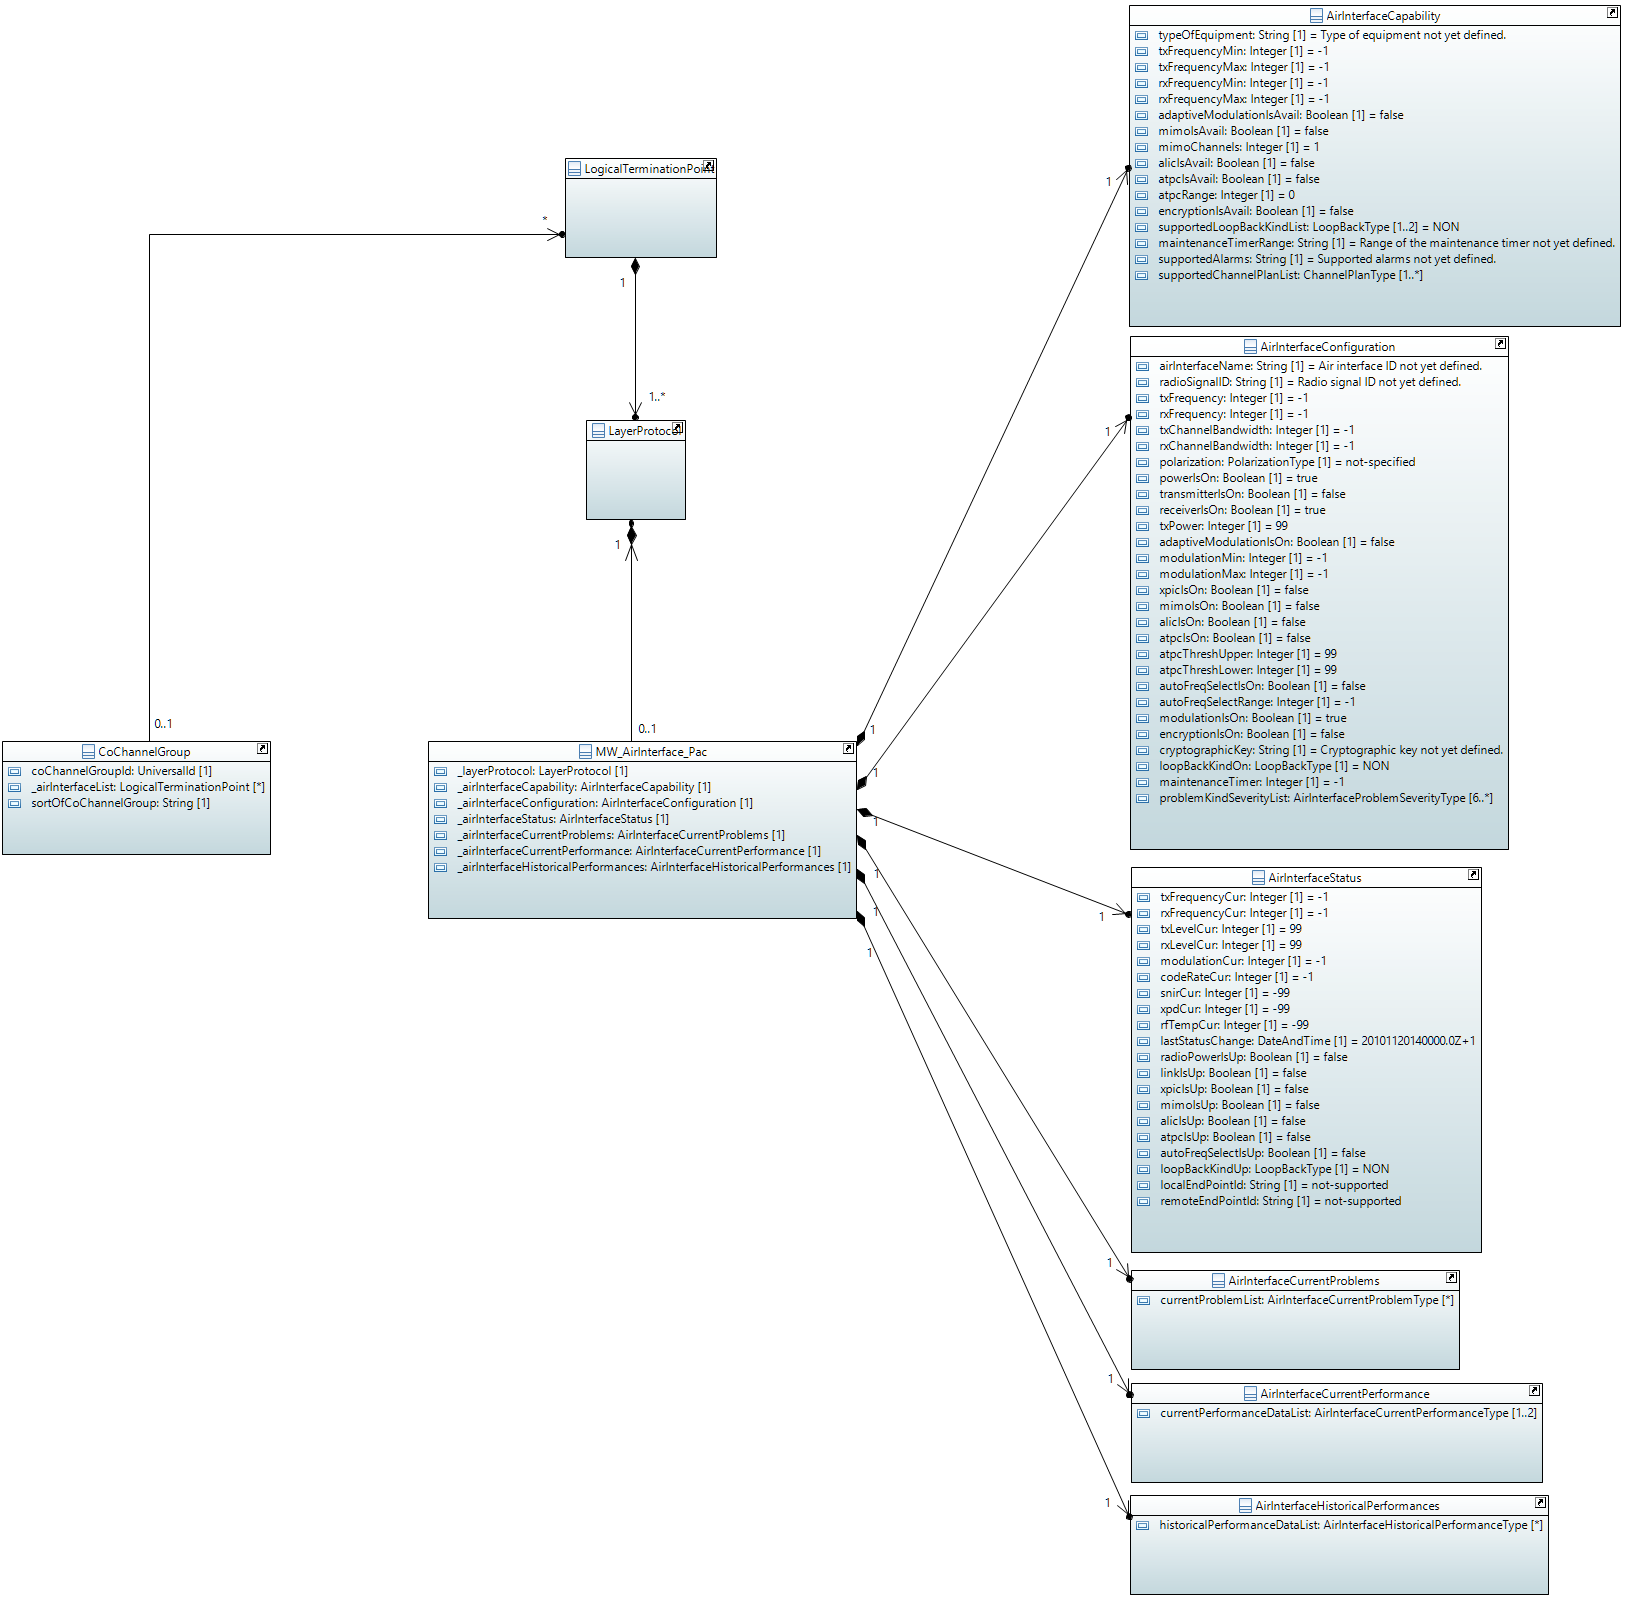 AirInterfaceCapability
typeOfEquipment: String [1] = Type of equipment not yet defined.
txFrequencyMin: Integer [1] = -1
txFrequencyMax: Integer [1] = -1
rxFrequencyMin: Integer [1] = -1
rxFrequencyMax: Integer [1] = -1
adaptiveModulationIsAvail: Boolean [1] = false
mimoIsAvail: Boolean [1] = false
mimoChannels: Integer [1] = 1
alicIsAvail: Boolean [1] = false
atpcIsAvail: Boolean [1] = false
atpcRange: Integer [1] = 0
encryptionIsAvail: Boolean [1] = false
supportedLoopBackKindList: LoopBackType [1..2] = NON
maintenanceTimerRange: String [1] = Range of the maintenance timer not yet defined.
supportedAlarms: String [1] = Supported alarms not yet defined.
supportedChannelPlanList: ChannelPlanType [1..*]
LogicalTerminationPoint
*
1
1..*
LayerProtocol
1
0..1
0..1
CoChannelGroup
coChannelGroupId: UniversalId [1]
_airInterfaceList: LogicalTerminationPoint [*]
sortOfCoChannelGroup: String [1]
MW_AirInterface_Pac
_layerProtocol: LayerProtocol [1]
_airInterfaceCapability: AirInterfaceCapability [1]
_airInterfaceConfiguration: AirInterfaceConfiguration [1]
_airInterfaceStatus: AirInterfaceStatus [1]
_airInterfaceCurrentProblems: AirInterfaceCurrentProblems [1]
_airInterfaceCurrentPerformance: AirInterfaceCurrentPerformance [1]
_airInterfaceHistoricalPerformances: AirInterfaceHistoricalPerformances [1]
1
1
1
1
1
1
1
1
1
1
1
1
AirInterfaceConfiguration
airInterfaceName: String [1] = Air interface ID not yet defined.
radioSignalID: String [1] = Radio signal ID not yet defined.
txFrequency: Integer [1] = -1
rxFrequency: Integer [1] = -1
txChannelBandwidth: Integer [1] = -1
rxChannelBandwidth: Integer [1] = -1
polarization: PolarizationType [1] = not-specified
powerIsOn: Boolean [1] = true
transmitterIsOn: Boolean [1] = false
receiverIsOn: Boolean [1] = true
txPower: Integer [1] = 99
adaptiveModulationIsOn: Boolean [1] = false
modulationMin: Integer [1] = -1
modulationMax: Integer [1] = -1
xpicIsOn: Boolean [1] = false
mimoIsOn: Boolean [1] = false
alicIsOn: Boolean [1] = false
atpcIsOn: Boolean [1] = false
atpcThreshUpper: Integer [1] = 99
atpcThreshLower: Integer [1] = 99
autoFreqSelectIsOn: Boolean [1] = false
autoFreqSelectRange: Integer [1] = -1
modulationIsOn: Boolean [1] = true
encryptionIsOn: Boolean [1] = false
cryptographicKey: String [1] = Cryptographic key not yet defined.
loopBackKindOn: LoopBackType [1] = NON
maintenanceTimer: Integer [1] = -1
problemKindSeverityList: AirInterfaceProblemSeverityType [6..*]
AirInterfaceStatus
txFrequencyCur: Integer [1] = -1
rxFrequencyCur: Integer [1] = -1
txLevelCur: Integer [1] = 99
rxLevelCur: Integer [1] = 99
modulationCur: Integer [1] = -1
codeRateCur: Integer [1] = -1
snirCur: Integer [1] = -99
xpdCur: Integer [1] = -99
rfTempCur: Integer [1] = -99
lastStatusChange: DateAndTime [1] = 20101120140000.0Z+1
radioPowerIsUp: Boolean [1] = false
linkIsUp: Boolean [1] = false
xpicIsUp: Boolean [1] = false
mimoIsUp: Boolean [1] = false
alicIsUp: Boolean [1] = false
atpcIsUp: Boolean [1] = false
autoFreqSelectIsUp: Boolean [1] = false
loopBackKindUp: LoopBackType [1] = NON
localEndPointId: String [1] = not-supported
remoteEndPointId: String [1] = not-supported
AirInterfaceCurrentProblems
currentProblemList: AirInterfaceCurrentProblemType [*]
AirInterfaceCurrentPerformance
currentPerformanceDataList: AirInterfaceCurrentPerformanceType [1..2]
AirInterfaceHistoricalPerformances
historicalPerformanceDataList: AirInterfaceHistoricalPerformanceType [*]